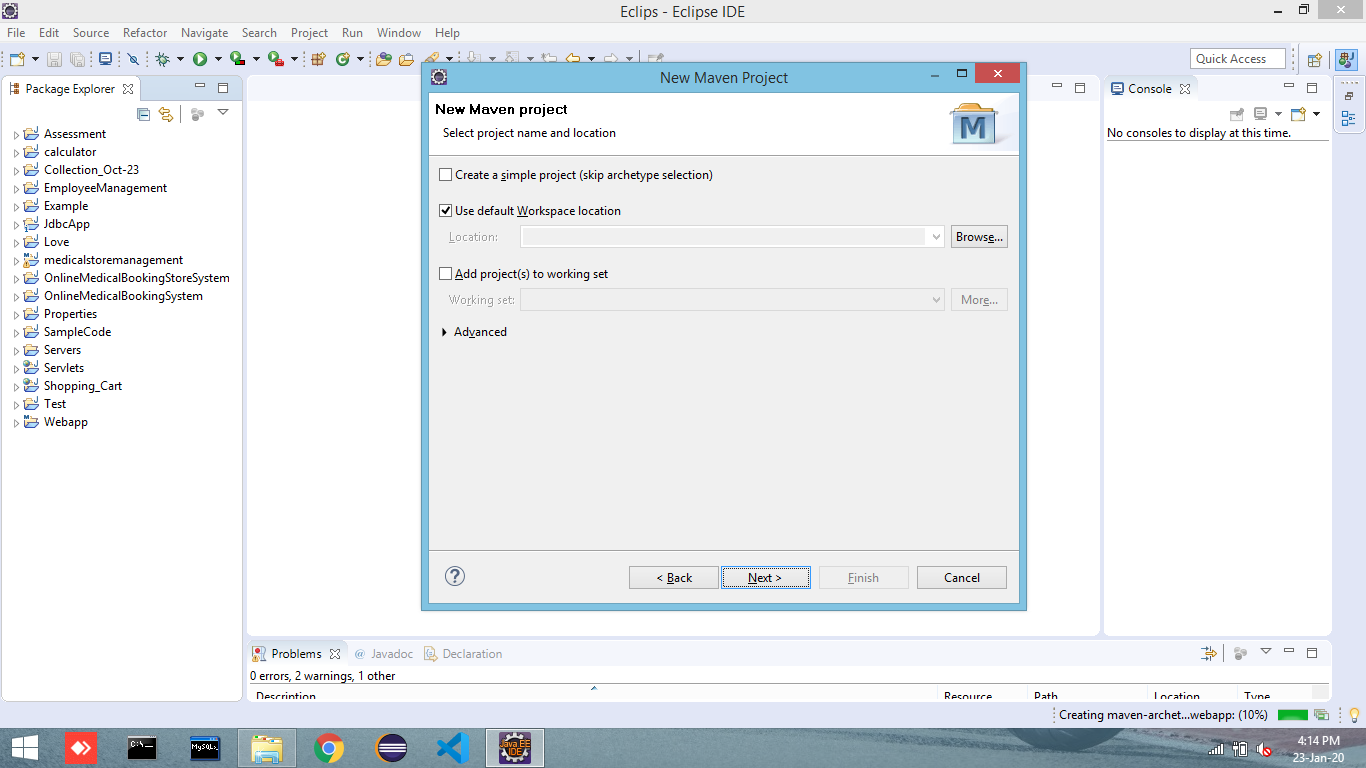 Eclips - Eclipse IDE
File Edit Source Refactor Navigate Search Project Run Window Help
Quick Access
Package Explorer
Assessment
calculator
Collection_Oct-23
EmployeeManagement
Example
JdbcApp
Love
medicalstoremanagement
OnlineMedicalBookingStoreSystem
OnlineMedicalBookingSystem
Properties
SampleCode
Servers
Servlets
Shopping_Cart
Test
Webapp
New Maven Project
New Maven project
Select project name and location
M
Create a simple project (skip archetype selection)
Use default Workspace location
Location:
Browse...
Add project(s) to working set
Working set:
More...
Advanced
?
< Back
Next >
Finish
Cancel
Console
No consoles to display at this time.
Problems @ Javadoc Declaration
0 errors, 2 warnings, 1 other
Description Resource Path Location Type
Creating maven-archet...webapp: (10%)
C:\_
MySQL
Java EE
IDE
4:14 PM
23-Jan-20